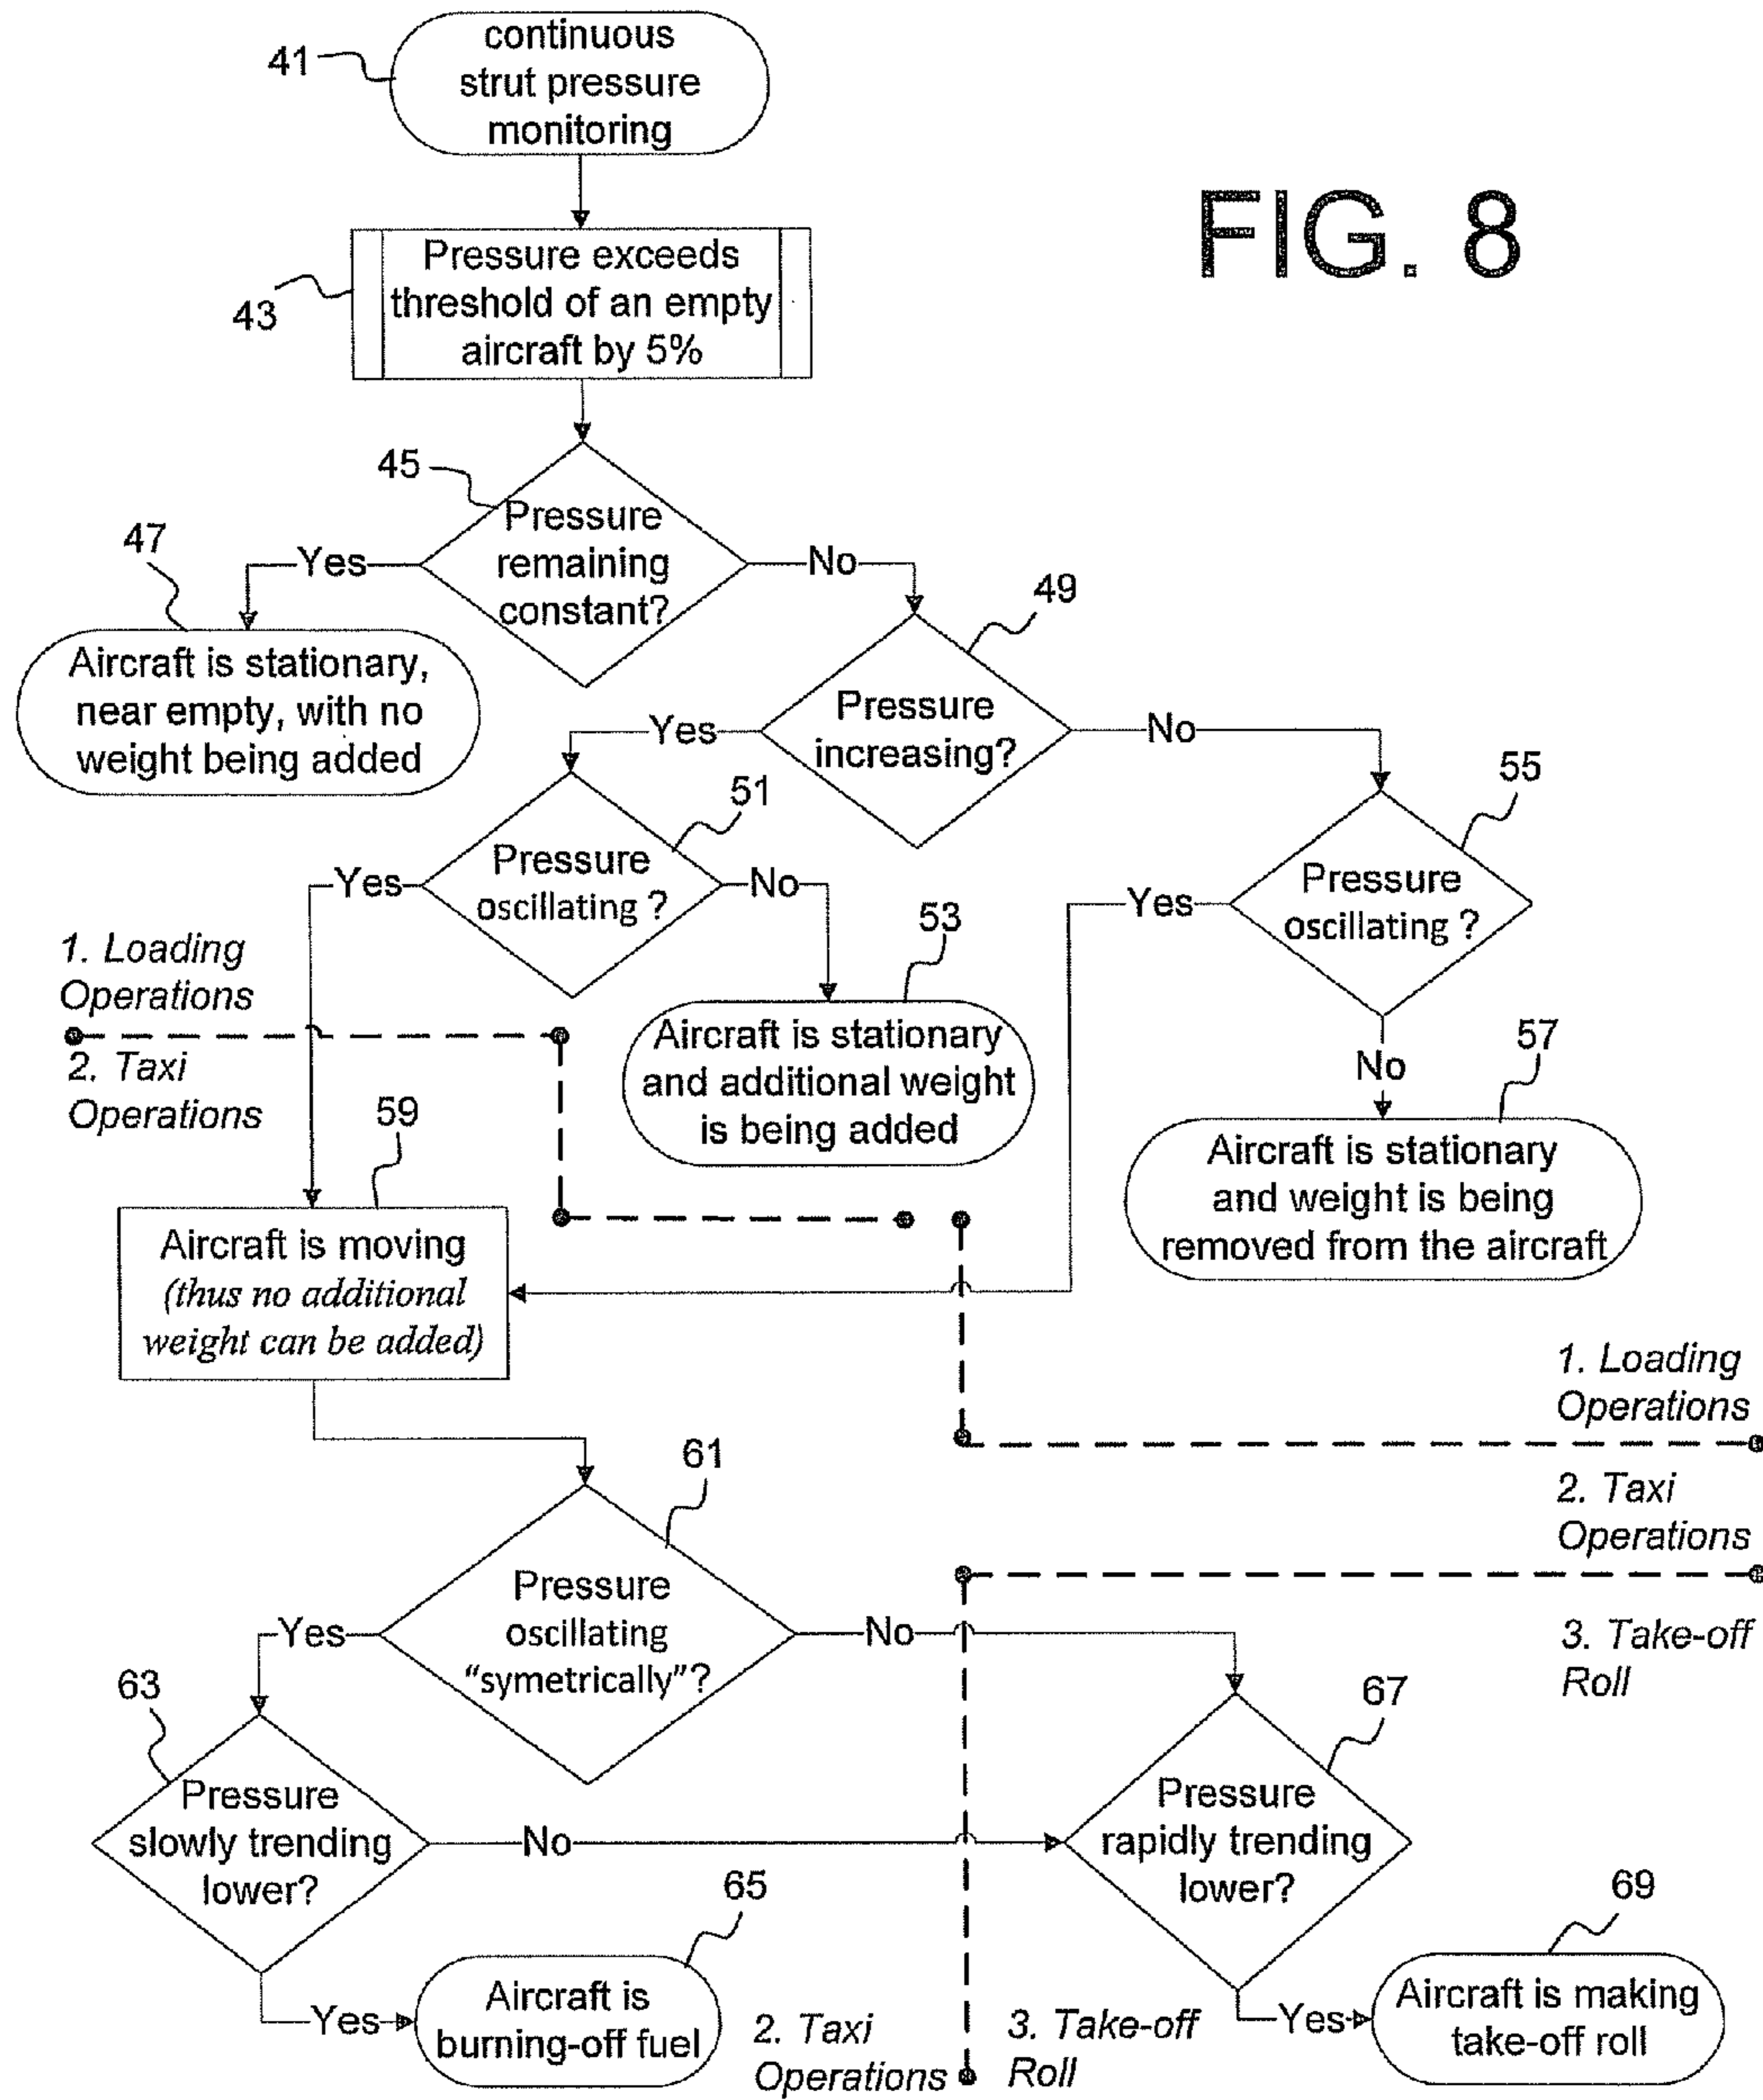 continuous
strut pressure
monitoring
41
FIG. 8
Pressure exceeds
threshold of an empty
aircraft by 5%
43
45
Pressure
remaining
constant?
Yes
No
47
Aircraft is stationary,
near empty, with no
weight being added
49
Pressure
increasing?
Yes
No
51
Pressure
oscillating ?
Yes
No
55
Pressure
oscillating ?
Yes
No
53
Aircraft is stationary
and additional weight
is being added
57
Aircraft is stationary
and weight is being
removed from the aircraft
1. Loading
Operations
2. Taxi
Operations
59
Aircraft is moving
(thus no additional
weight can be added)
1. Loading
Operations
2. Taxi
Operations
3. Take-off
Roll
61
Pressure
oscillating
“symetrically”?
Yes
No
63
Pressure
slowly trending
lower?
No
Yes
67
Pressure
rapidly trending
lower?
Yes
65
Aircraft is
burning-off fuel
69
Aircraft is making
take-off roll
2. Taxi
Operations
3. Take-off
Roll